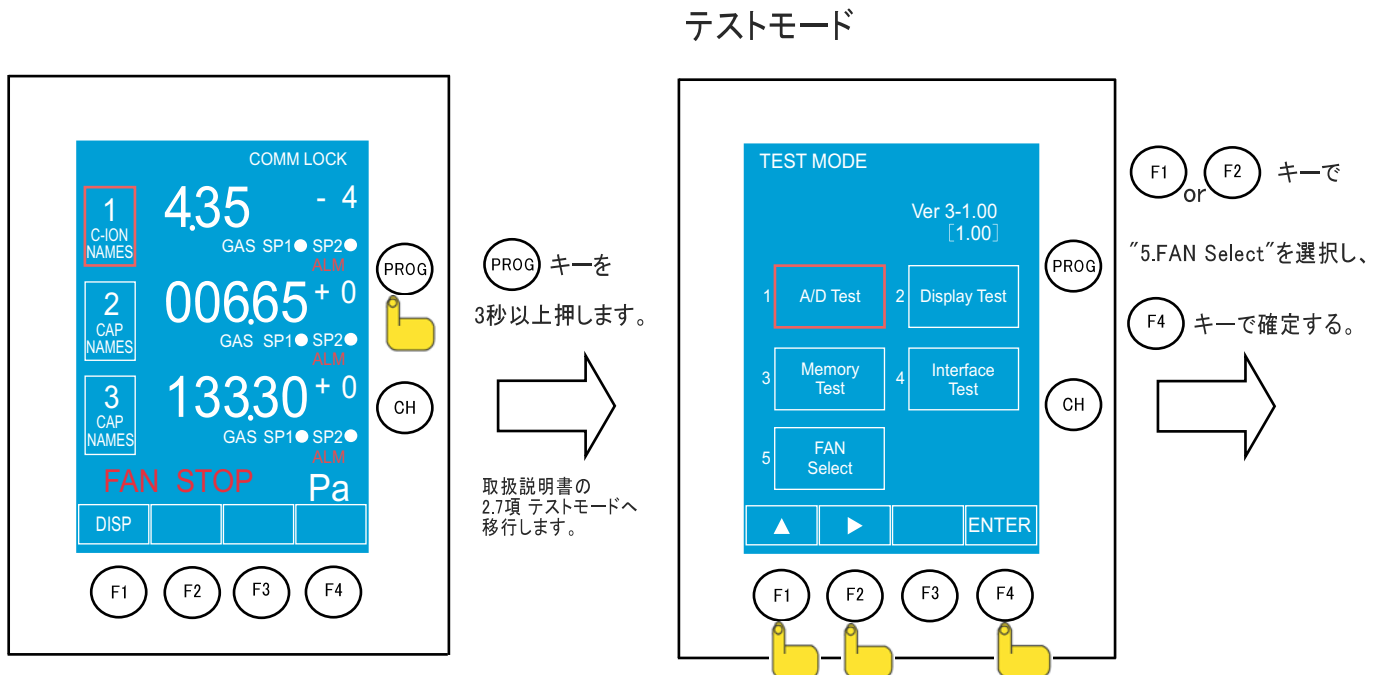 テストモード
COMM LOCK
1
C-ION
NAMES
4.35
- 4
GAS SP1● SP2●
ALM
2
CAP
NAMES
006.65
+ 0
GAS SP1● SP2●
ALM
3
CAP
NAMES
133.30
+ 0
GAS SP1● SP2●
ALM
FAN STOP
Pa
DISP
PROG
CH
F1
F2
F3
F4
PROG キーを
3秒以上押します。
取扱説明書の
2.7項 テストモードへ
移行します。
TEST MODE
Ver 3-1.00
[1.00]
1 A/D Test
2 Display Test
3 Memory
Test
4 Interface
Test
5 FAN
Select
▲ ▶ ENTER
PROG
CH
F1
F2
F3
F4
F1 or F2 キーで
"5.FAN Select"を選択し、
F4 キーで確定する。